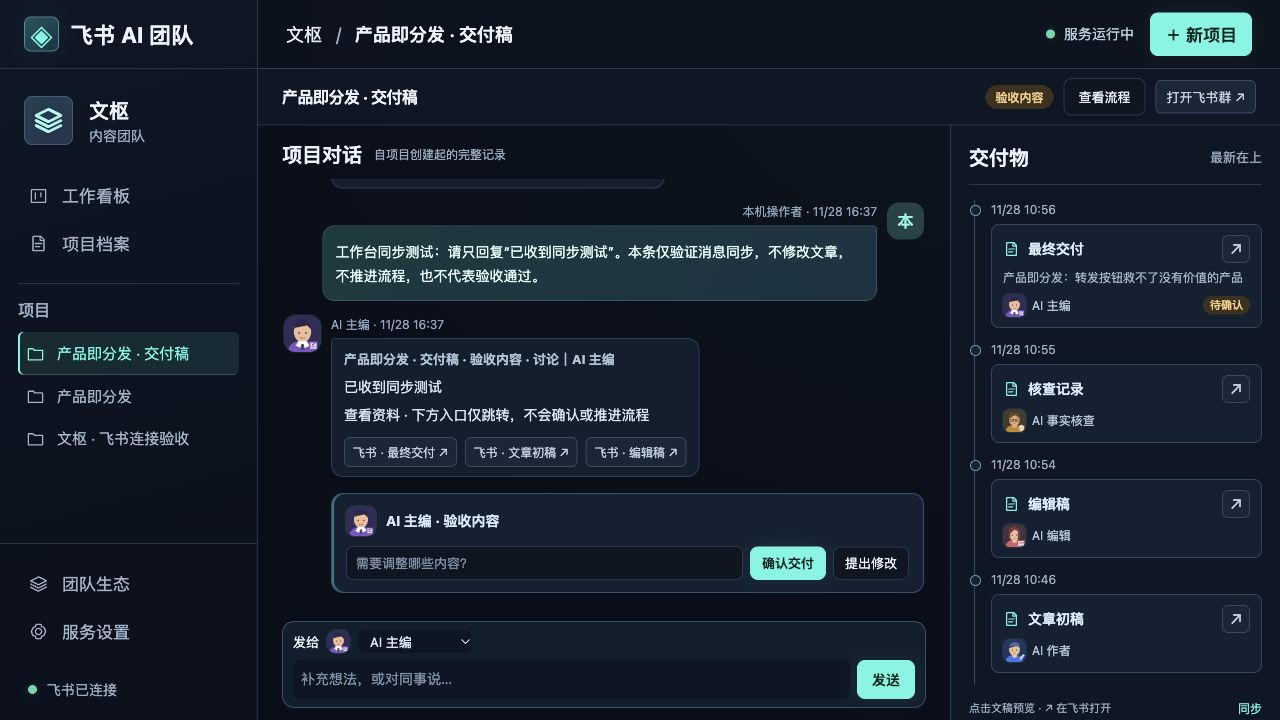 飞书 AI 团队
文枢 / 产品即分发 · 交付稿
服务运行中
+ 新项目
文枢
内容团队
工作看板
项目档案
项目
产品即分发 · 交付稿
产品即分发
文枢 · 飞书连接验收
团队生态
服务设置
飞书已连接
产品即分发 · 交付稿
验收内容
查看流程
打开飞书群 ↗
项目对话 自项目创建起的完整记录
本机操作者 · 11/28 16:37
本
工作台同步测试：请只回复“已收到同步测试”。本条仅验证消息同步，不修改文章，
不推进流程，也不代表验收通过。
AI 主编 · 11/28 16:37
产品即分发 · 交付稿 · 验收内容 · 讨论｜AI 主编
已收到同步测试
查看资料 · 下方入口仅跳转，不会确认或推进流程
飞书 · 最终交付 ↗ 飞书 · 文章初稿 ↗ 飞书 · 编辑稿 ↗
AI 主编 · 验收内容
需要调整哪些内容?
确认交付
提出修改
发给 AI 主编
补充想法，或对同事说...
发送
交付物
最新在上
11/28 10:56
最终交付
产品即分发：转发按钮救不了没有价值的产品
AI 主编
待确认
11/28 10:55
核查记录
AI 事实核查
11/28 10:54
编辑稿
AI 编辑
11/28 10:46
文章初稿
AI 作者
点击文稿预览 · ↗ 在飞书打开
同步